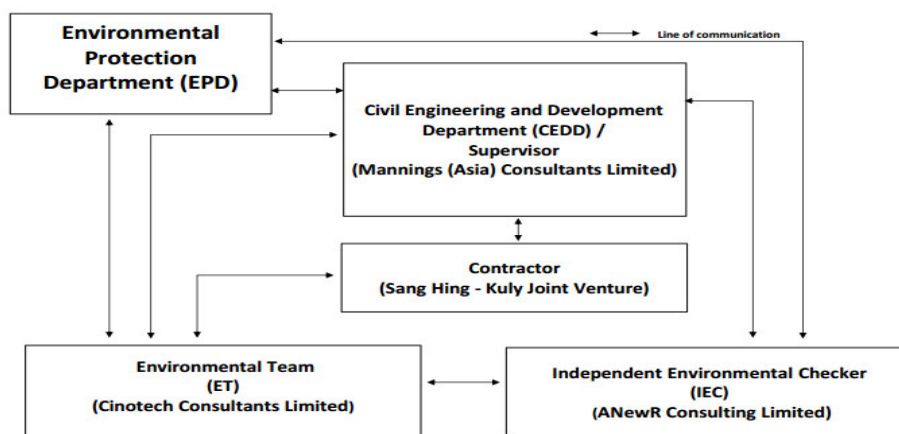 Environmental
Protection
Department (EPD)
Line of communication
Civil Engineering and Development
Department (CEDD) /
Supervisor
(Mannings (Asia) Consultants Limited)
Contractor
(Sang Hing - Kuly Joint Venture)
Environmental Team
(ET)
(Cinotech Consultants Limited)
Independent Environmental Checker
(IEC)
(ANewR Consulting Limited)